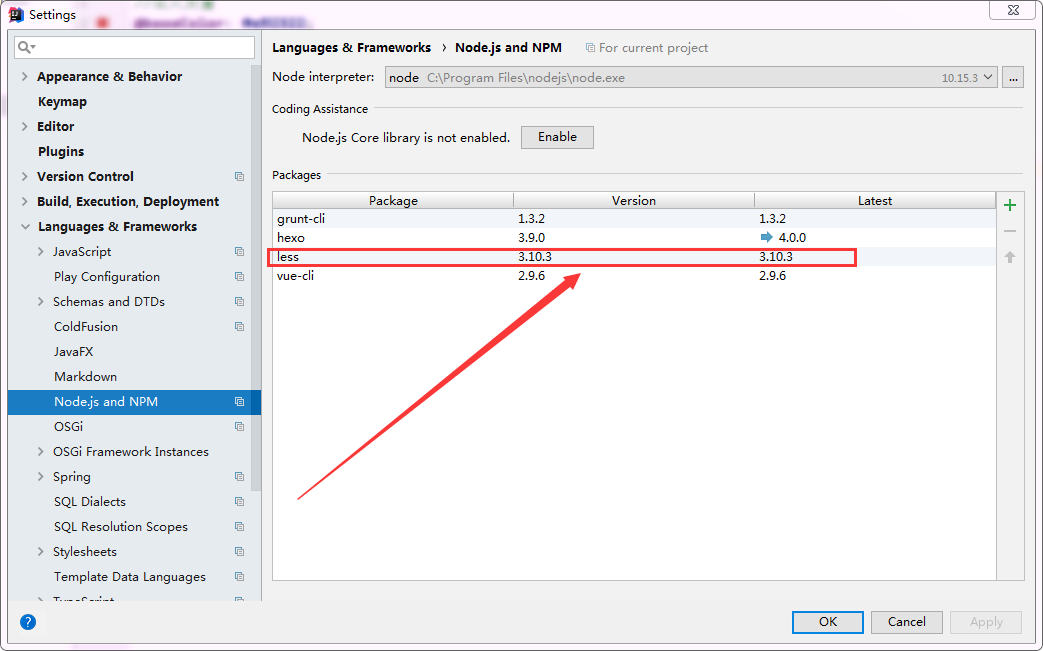 Settings
Languages & Frameworks › Node.js and NPM For current project
Node interpreter: node C:\Program Files\nodejs\node.exe 10.15.3 ...
Coding Assistance
Node.js Core library is not enabled. Enable
Packages
Package Version Latest
grunt-cli 1.3.2 1.3.2
hexo 3.9.0 4.0.0
less 3.10.3 3.10.3
vue-cli 2.9.6 2.9.6
Appearance & Behavior
Keymap
Editor
Plugins
Version Control
Build, Execution, Deployment
Languages & Frameworks
JavaScript
Play Configuration
Schemas and DTDs
ColdFusion
JavaFX
Markdown
Node.js and NPM
OSGi
OSGi Framework Instances
Spring
SQL Dialects
SQL Resolution Scopes
Stylesheets
Template Data Languages
TypeScript
?
OK Cancel Apply